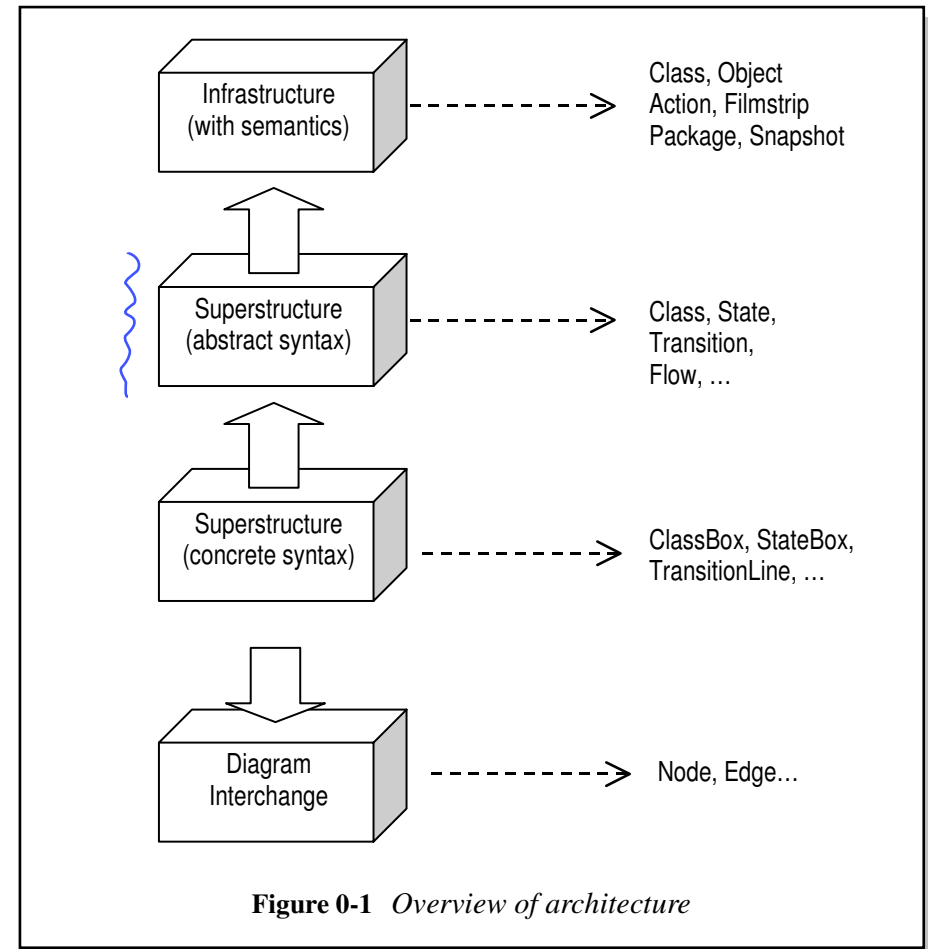 Infrastructure
(with semantics)
Class, Object
Action, Filmstrip
Package, Snapshot
Superstructure
(abstract syntax)
Class, State,
Transition,
Flow, …
Superstructure
(concrete syntax)
ClassBox, StateBox,
TransitionLine, …
Diagram
Interchange
Node, Edge…
Figure 0-1 Overview of architecture